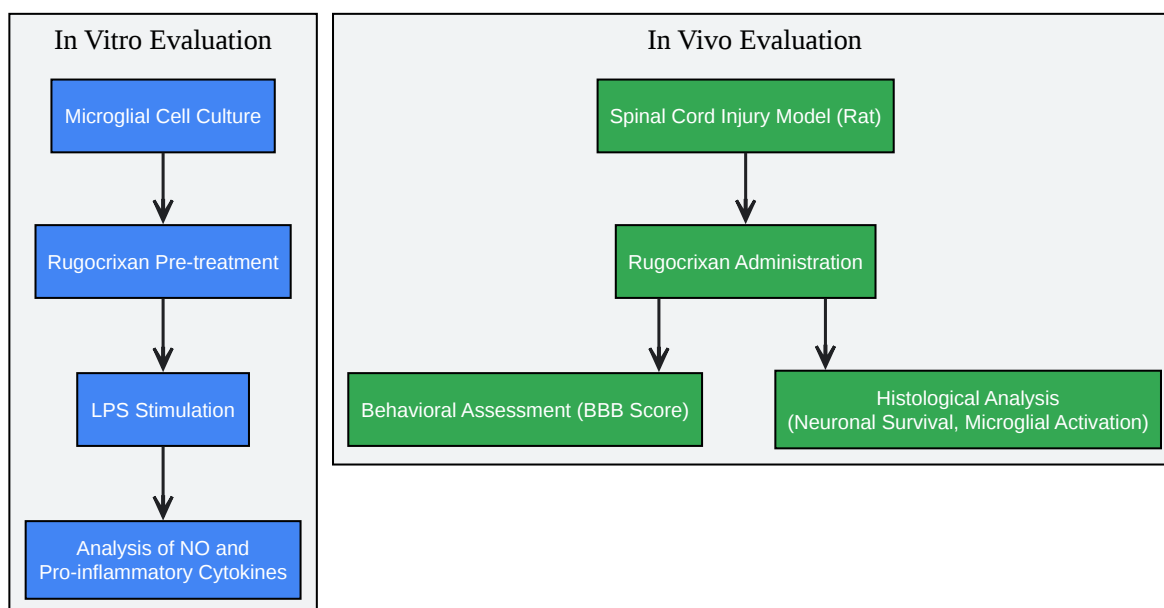 In Vitro Evaluation
Microglial Cell Culture
Rugocrixan Pre-treatment
LPS Stimulation
Analysis of NO and
Pro-inflammatory Cytokines
In Vivo Evaluation
Spinal Cord Injury Model (Rat)
Rugocrixan Administration
Behavioral Assessment (BBB Score)
Histological Analysis
(Neuronal Survival, Microglial Activation)